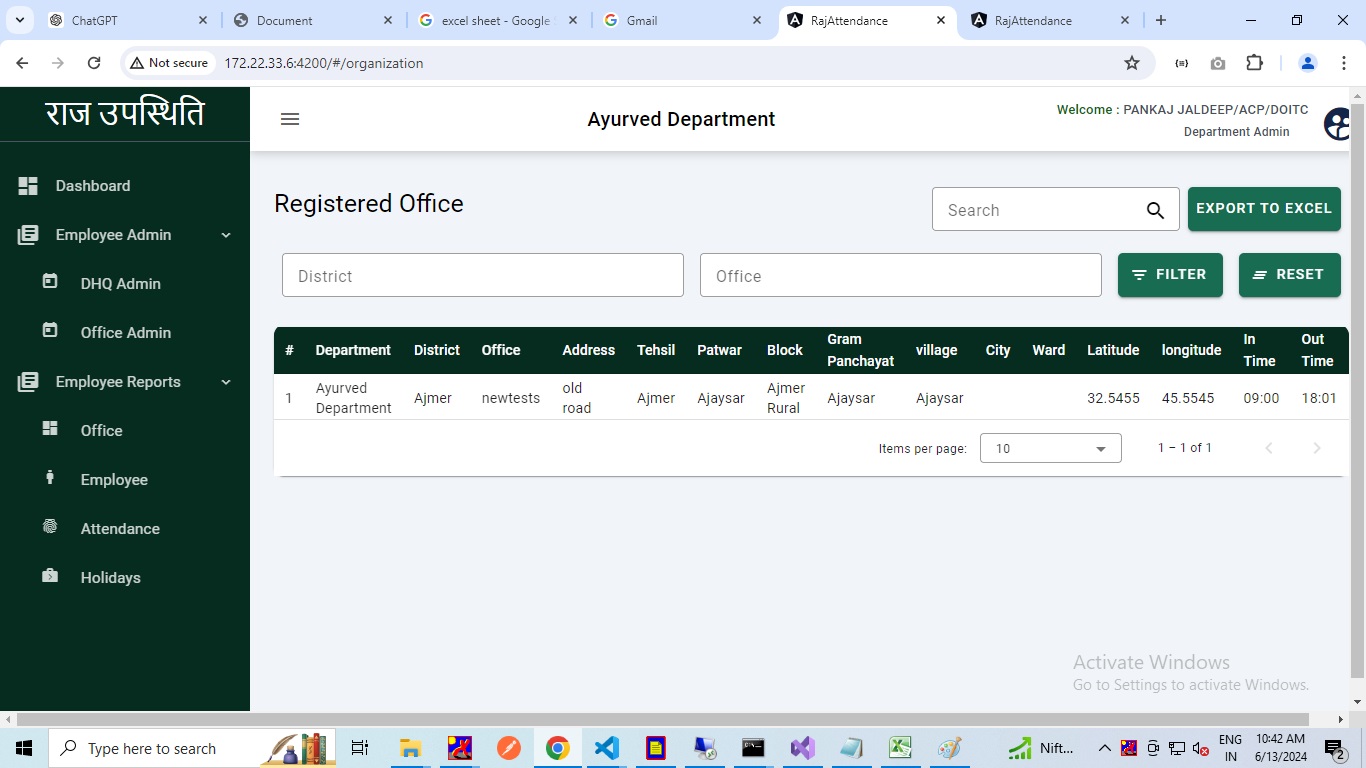 ChatGPT
Document
excel sheet - Google
Gmail
RajAttendance
RajAttendance
Not secure
172.22.33.6:4200/#/organization
राज उपस्थिति
Ayurved Department
Welcome : PANKAJ JALDEEP/ACP/DOITC
Department Admin
Dashboard
Employee Admin
DHQ Admin
Office Admin
Employee Reports
Office
Employee
Attendance
Holidays
Registered Office
Search
EXPORT TO EXCEL
District
Office
FILTER
RESET
# Department District Office Address Tehsil Patwar Block Gram Panchayat village City Ward Latitude longitude In Time Out Time
1 Ayurved Department Ajmer newtests old road Ajmer Ajaysar Ajmer Rural Ajaysar Ajaysar 32.5455 45.5545 09:00 18:01
Items per page: 10 1 – 1 of 1
Activate Windows
Go to Settings to activate Windows.
Type here to search
Nift...
ENG
IN
10:42 AM
6/13/2024
2